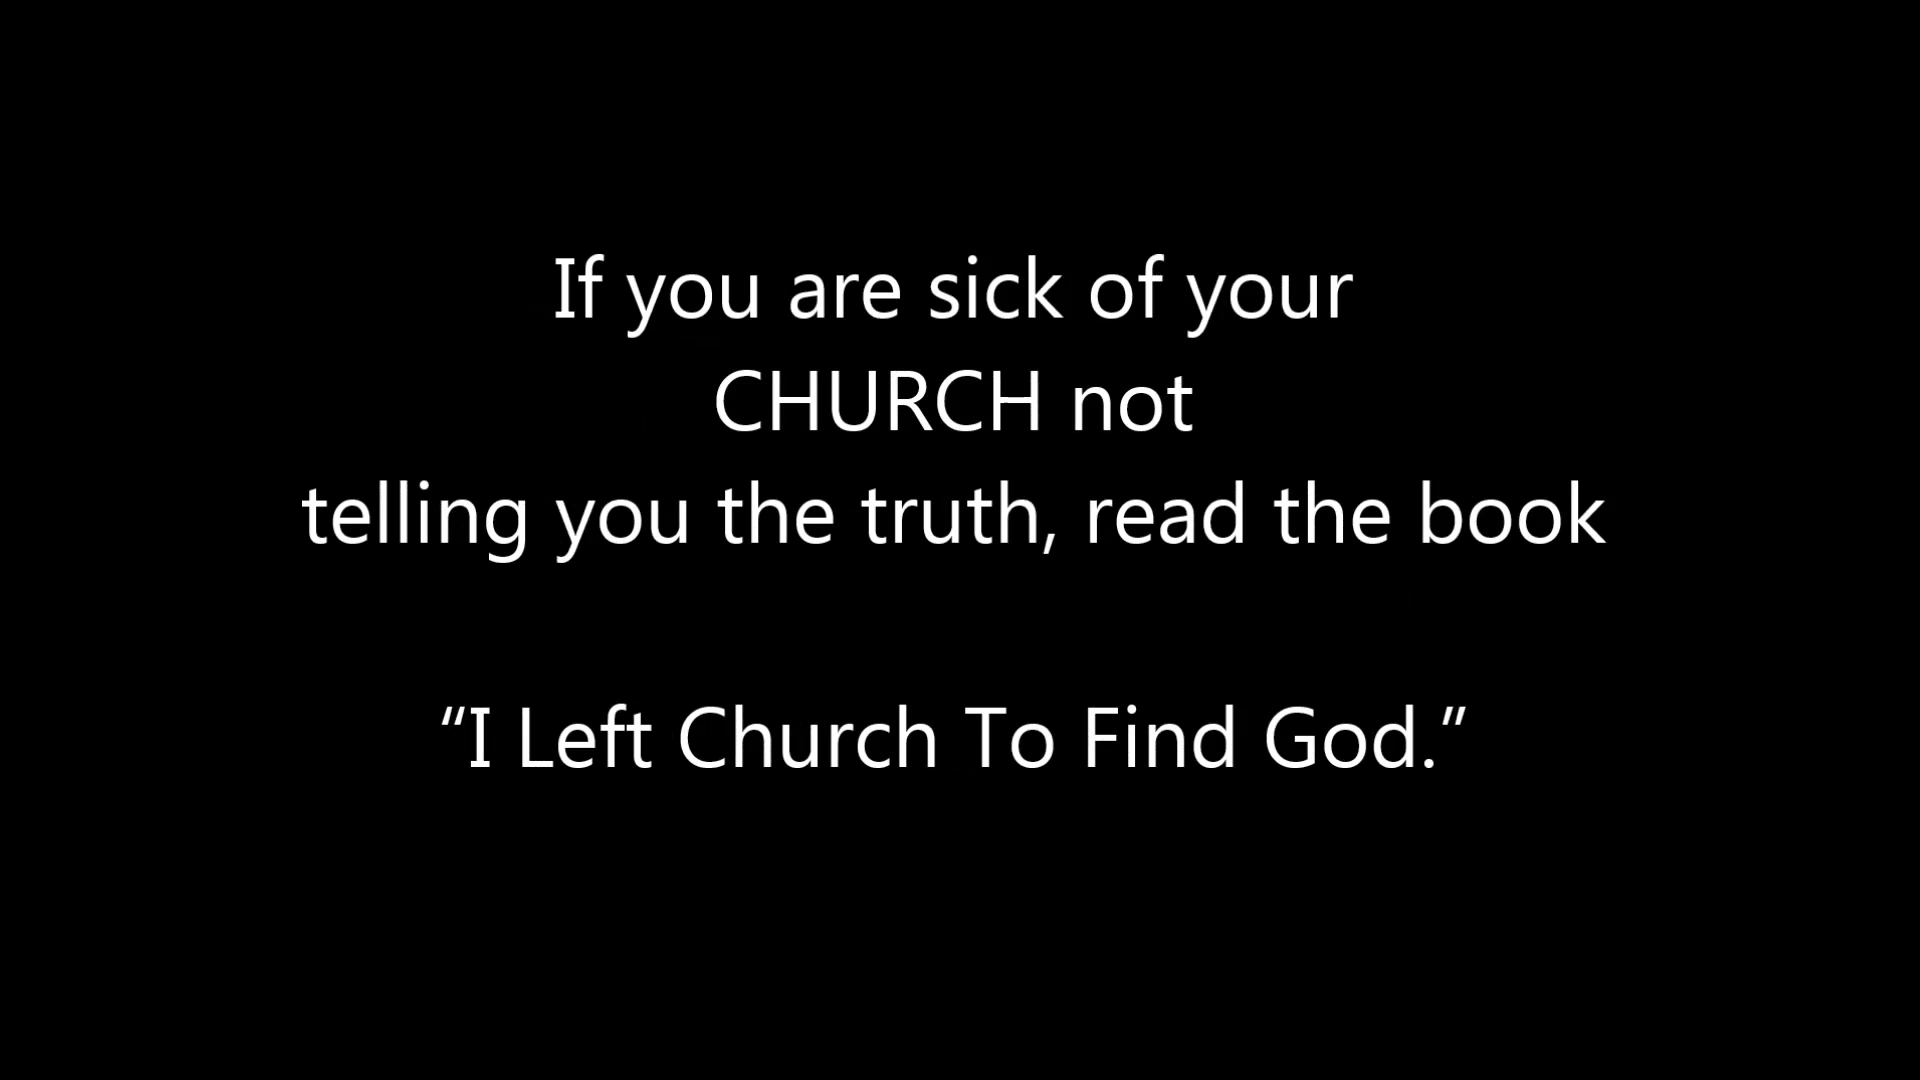 If you are sick of your
CHURCH not
telling you the truth, read the book
“I Left Church To Find God.”